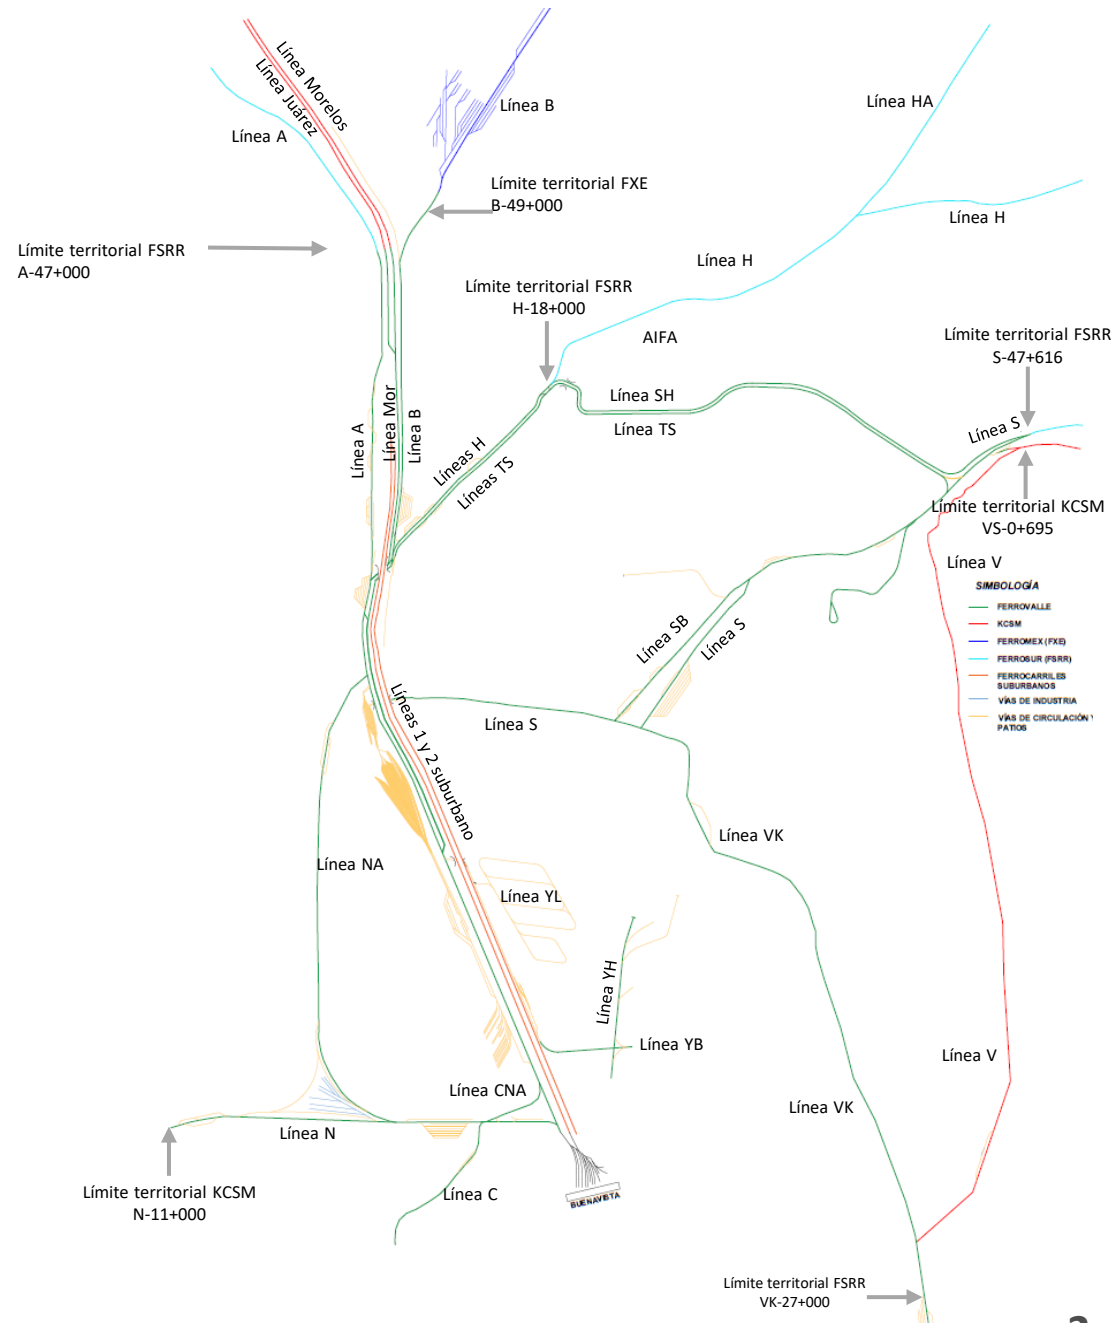 Línea Morelos
Línea Juárez
Línea A
Línea B
Línea HA
Límite territorial FXE
B-49+000
Línea H
Límite territorial FSRR
A-47+000
Línea H
Límite territorial FSRR
H-18+000
AIFA
Límite territorial FSRR
S-47+616
Línea SH
Línea TS
Línea S
Línea A
Línea Mor
Línea B
Líneas H
Líneas TS
Límite territorial KCSM
VS-0+695
Línea V
SIMBOLOGÍA
FERROVALLE
KCSM
FERROMEX (FXE)
FERROSUR (FSRR)
FERROCARRILES
SUBURBANOS
VÍAS DE INDUSTRIA
VÍAS DE CIRCULACIÓN Y
PATIOS
Línea SB
Línea S
Línea S
Líneas 1 y 2 suburbano
Línea VK
Línea NA
Línea YL
Línea YH
Línea YB
Línea V
Línea CNA
Línea VK
Línea N
Límite territorial KCSM
N-11+000
Línea C
BUENAVISTA
Límite territorial FSRR
VK-27+000